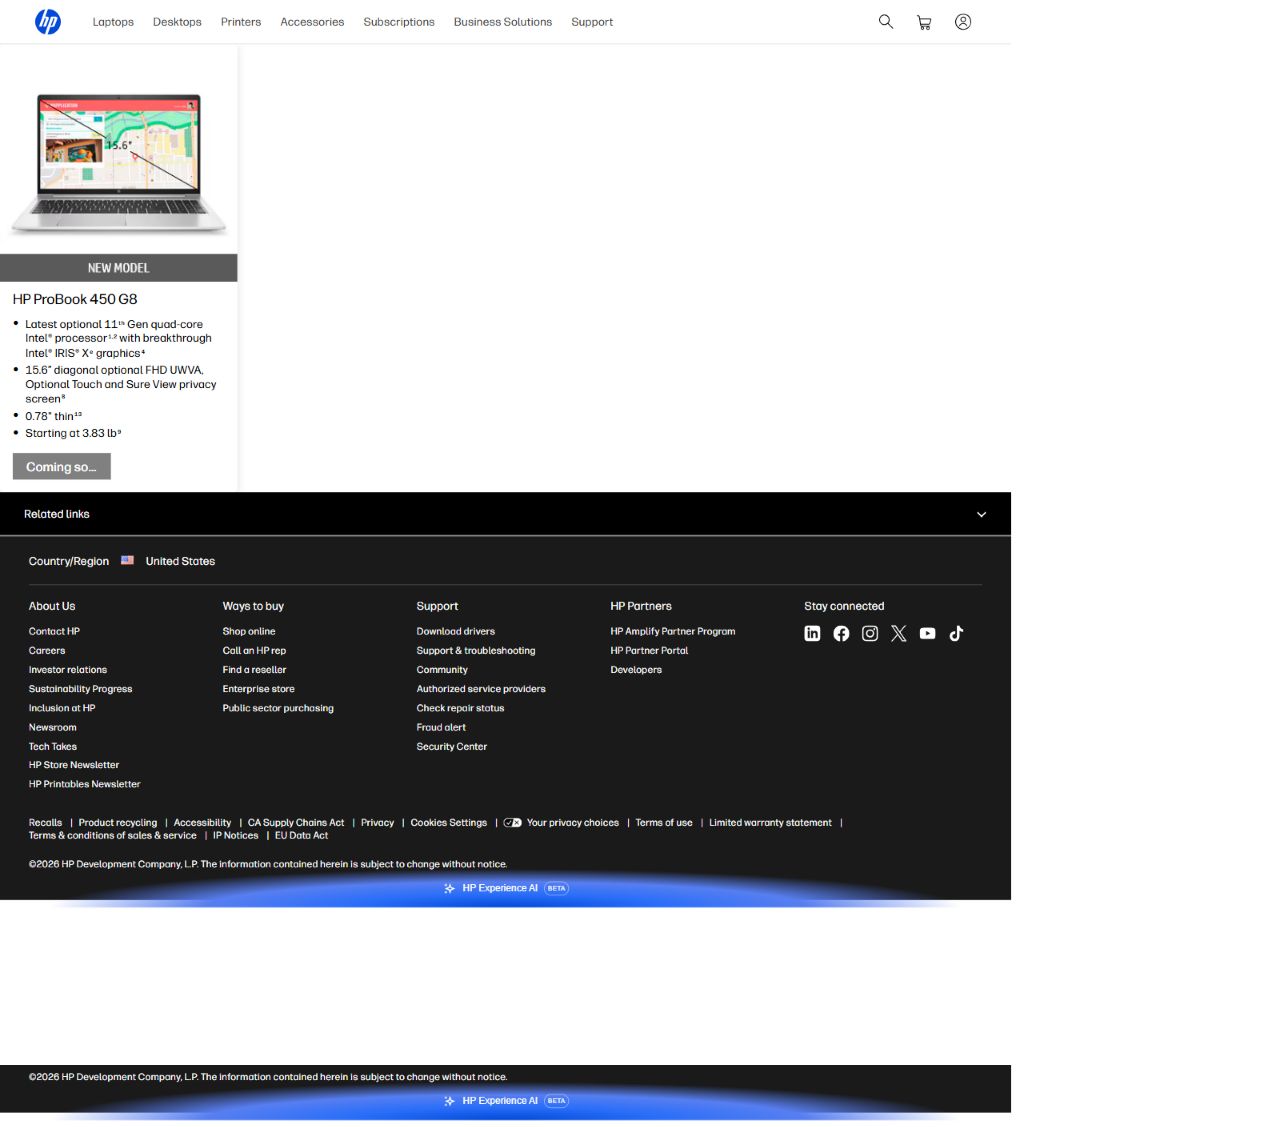 hp
Laptops Desktops Printers Accessories Subscriptions Business Solutions Support
15.6"
NEW MODEL
HP ProBook 450 G8
• Latest optional 11ᵗʰ Gen quad-core
Intel® processor¹,² with breakthrough
Intel® IRIS® Xᵉ graphics⁴
• 15.6" diagonal optional FHD UWVA,
Optional Touch and Sure View privacy
screen⁸
• 0.78" thin¹³
• Starting at 3.83 lb⁹
Coming so...
Related links
Country/Region United States
About Us
Contact HP
Careers
Investor relations
Sustainability Progress
Inclusion at HP
Newsroom
Tech Takes
HP Store Newsletter
HP Printables Newsletter
Ways to buy
Shop online
Call an HP rep
Find a reseller
Enterprise store
Public sector purchasing
Support
Download drivers
Support & troubleshooting
Community
Authorized service providers
Check repair status
Fraud alert
Security Center
HP Partners
HP Amplify Partner Program
HP Partner Portal
Developers
Stay connected
Recalls | Product recycling | Accessibility | CA Supply Chains Act | Privacy | Cookies Settings | Your privacy choices | Terms of use | Limited warranty statement |
Terms & conditions of sales & service | IP Notices | EU Data Act
©2026 HP Development Company, L.P. The information contained herein is subject to change without notice.
HP Experience AI BETA
©2026 HP Development Company, L.P. The information contained herein is subject to change without notice.
HP Experience AI BETA